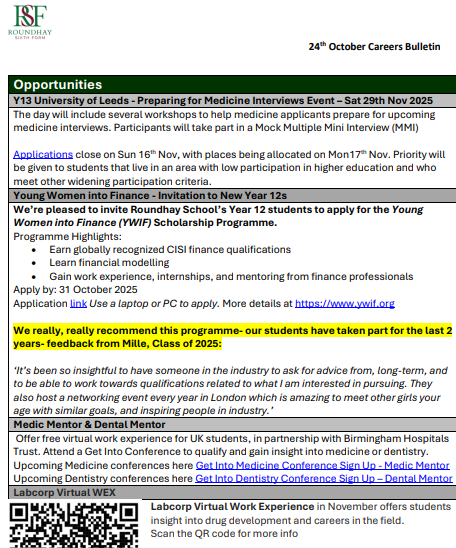 RSF
ROUNDHAY
SIXTH FORM
24th October Careers Bulletin
Opportunities
Y13 University of Leeds - Preparing for Medicine Interviews Event – Sat 29th Nov 2025
The day will include several workshops to help medicine applicants prepare for upcoming
medicine interviews. Participants will take part in a Mock Multiple Mini Interview (MMI)
Applications close on Sun 16th Nov, with places being allocated on Mon17th Nov. Priority will
be given to students that live in an area with low participation in higher education and who
meet other widening participation criteria.
Young Women into Finance - Invitation to New Year 12s
We're pleased to invite Roundhay School's Year 12 students to apply for the Young
Women into Finance (YWIF) Scholarship Programme.
Programme Highlights:
• Earn globally recognized CISI finance qualifications
• Learn financial modelling
• Gain work experience, internships, and mentoring from finance professionals
Apply by: 31 October 2025
Application link Use a laptop or PC to apply. More details at https://www.ywif.org
We really, really recommend this programme- our students have taken part for the last 2
years- feedback from Mille, Class of 2025:
'It's been so insightful to have someone in the industry to ask for advice from, long-term, and
to be able to work towards qualifications related to what I am interested in pursuing. They
also host a networking event every year in London which is amazing to meet other girls your
age with similar goals, and inspiring people in industry.'
Medic Mentor & Dental Mentor
Offer free virtual work experience for UK students, in partnership with Birmingham Hospitals
Trust. Attend a Get Into Conference to qualify and gain insight into medicine or dentistry.
Upcoming Medicine conferences here Get Into Medicine Conference Sign Up - Medic Mentor
Upcoming Dentistry conferences here Get Into Dentistry Conference Sign Up – Dental Mentor
Labcorp Virtual WEX
Labcorp Virtual Work Experience in November offers students
insight into drug development and careers in the field.
Scan the QR code for more info